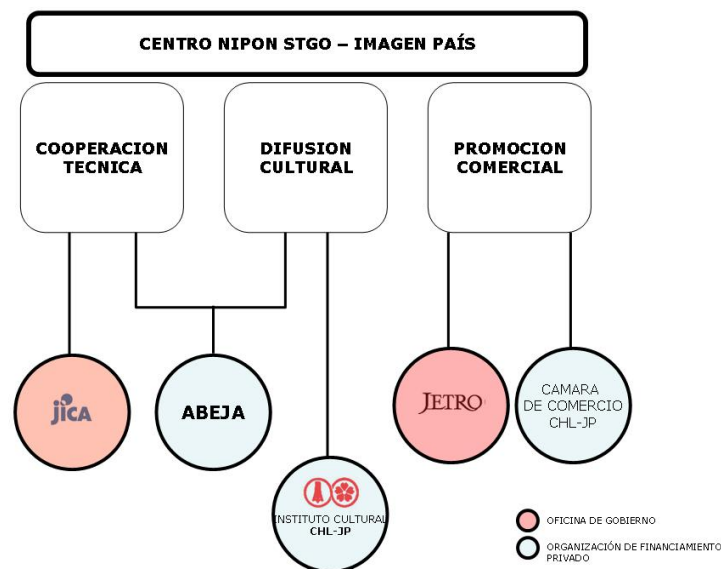 CENTRO NIPON STGO – IMAGEN PAÍS
COOPERACION
TECNICA
DIFUSION
CULTURAL
PROMOCION
COMERCIAL
jica
ABEJA
JETRO
CAMARA
DE COMERCIO
CHL-JP
INSTITUTO CULTURAL
CHL-JP
OFICINA DE GOBIERNO
ORGANIZACIÓN DE FINANCIAMIENTO
PRIVADO